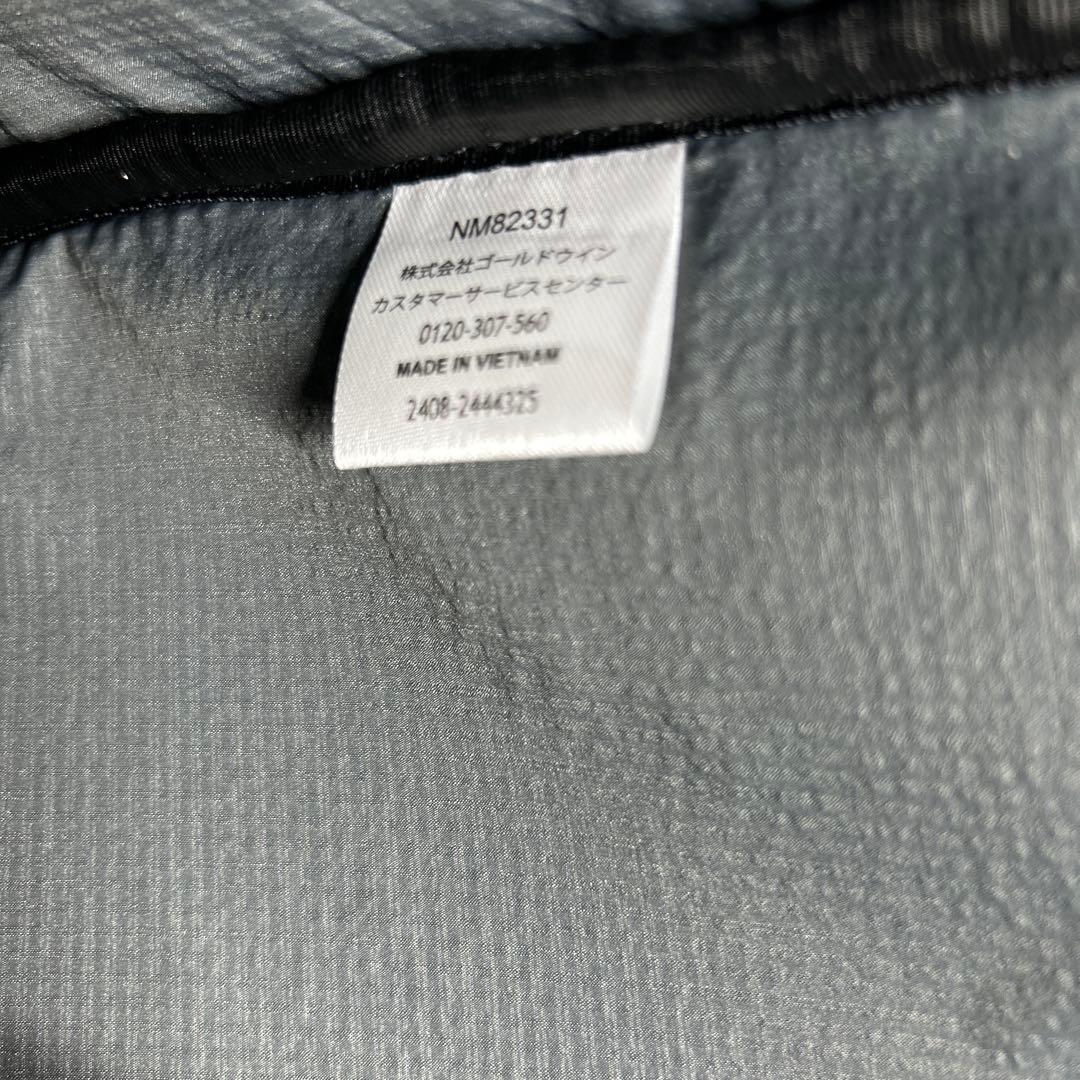 NM82331
株式会社ゴールドウイン
カスタマーサービスセンター
0120-307-560
MADE IN VIETNAM
2408-2444325